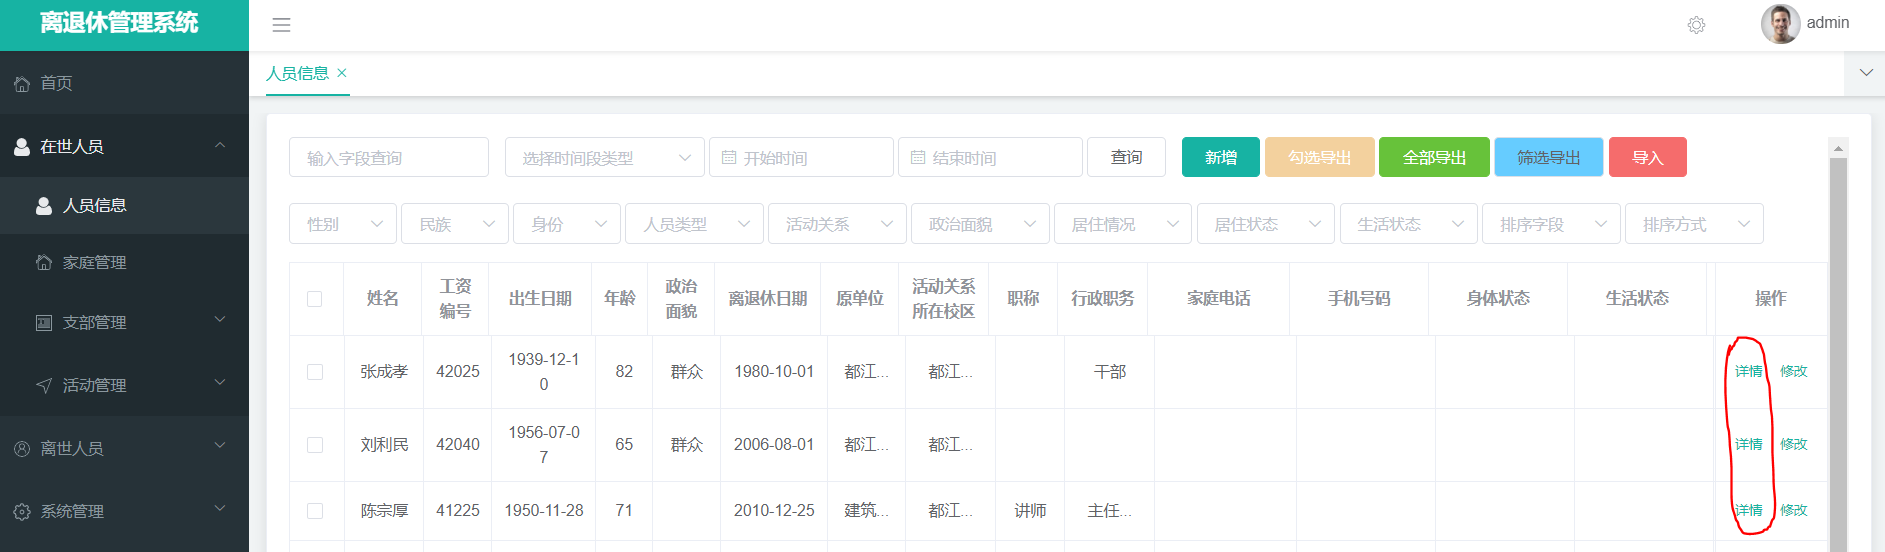 离退休管理系统
admin
首页
在世人员
人员信息
家庭管理
支部管理
活动管理
离世人员
系统管理
人员信息 ×
输入字段查询 选择时间段类型 开始时间 结束时间 查询 新增 勾选导出 全部导出 筛选导出 导入
性别 民族 身份 人员类型 活动关系 政治面貌 居住情况 居住状态 生活状态 排序字段 排序方式
姓名 工资编号 出生日期 年龄 政治面貌 离退休日期 原单位 活动关系所在校区 职称 行政职务 家庭电话 手机号码 身体状态 生活状态 操作
张成孝 42025 1939-12-10 82 群众 1980-10-01 都江... 都江... 干部 详情 修改
刘利民 42040 1956-07-07 65 群众 2006-08-01 都江... 都江... 详情 修改
陈宗厚 41225 1950-11-28 71 2010-12-25 建筑... 都江... 讲师 主任... 详情 修改